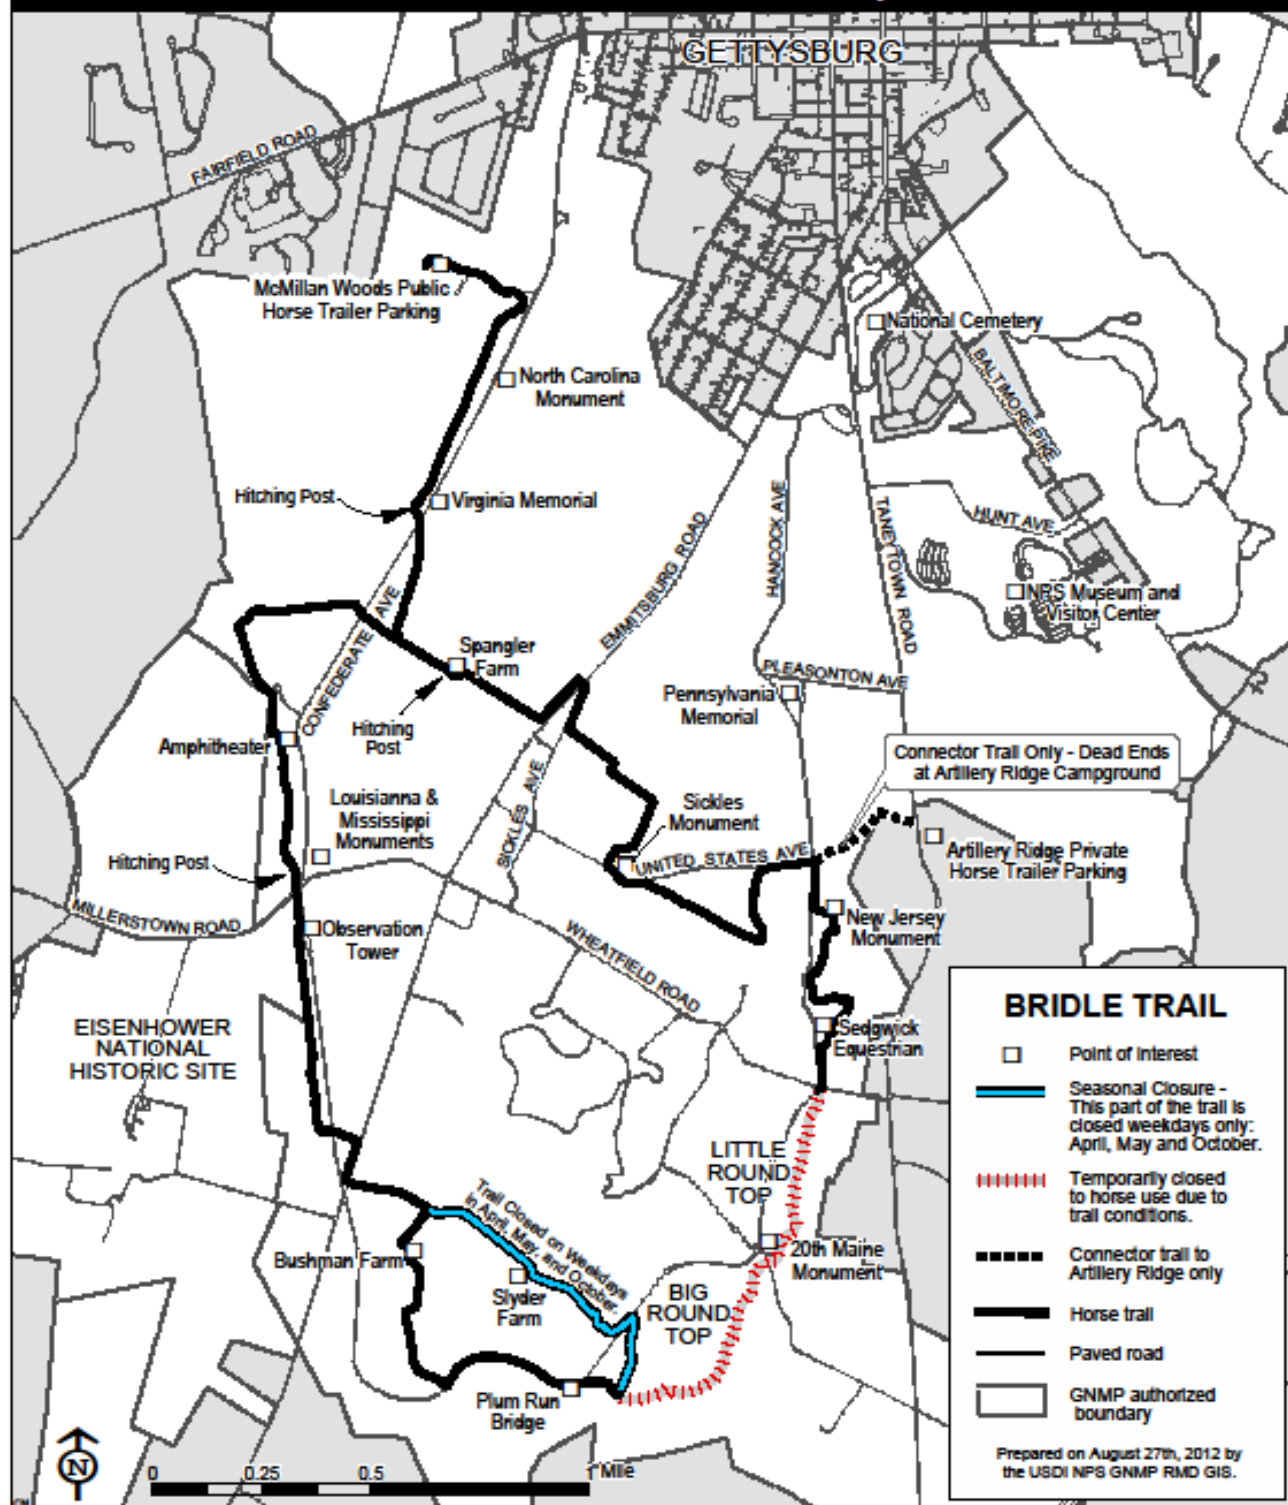 GETTYSBURG
FAIRFIELD ROAD
McMillan Woods Public
Horse Trailer Parking
National Cemetery
BALTIMORE PIKE
North Carolina
Monument
Hitching Post
Virginia Memorial
HANCOCK AVE
TANEYTOWN ROAD
HUNT AVE
EMMITSBURG ROAD
NPS Museum and
Visitor Center
CONFEDERATE AVE
Spangler
Farm
PLEASONTON AVE
Pennsylvania
Memorial
Hitching
Post
Amphitheater
Connector Trail Only - Dead Ends
at Artillery Ridge Campground
SICKLES AVE
Louisianna &
Mississippi
Monuments
Sickles
Monument
UNITED STATES AVE
Artillery Ridge Private
Horse Trailer Parking
Hitching Post
MILLERSTOWN ROAD
Observation
Tower
New Jersey
Monument
WHEATFIELD ROAD
EISENHOWER
NATIONAL
HISTORIC SITE
Sedgwick
Equestrian
LITTLE
ROUND
TOP
Trail Closed on Weekdays
in April, May, and October.
Bushman Farm
20th Maine
Monument
Slyder
Farm
BIG
ROUND
TOP
Plum Run
Bridge
N
0 0.25 0.5 1 Mile
BRIDLE TRAIL
Point of Interest
Seasonal Closure -
This part of the trail is
closed weekdays only:
April, May and October.
Temporarily closed
to horse use due to
trail conditions.
Connector trail to
Artillery Ridge only
Horse trail
Paved road
GNMP authorized
boundary
Prepared on August 27th, 2012 by
the USDI NPS GNMP RMD GIS.